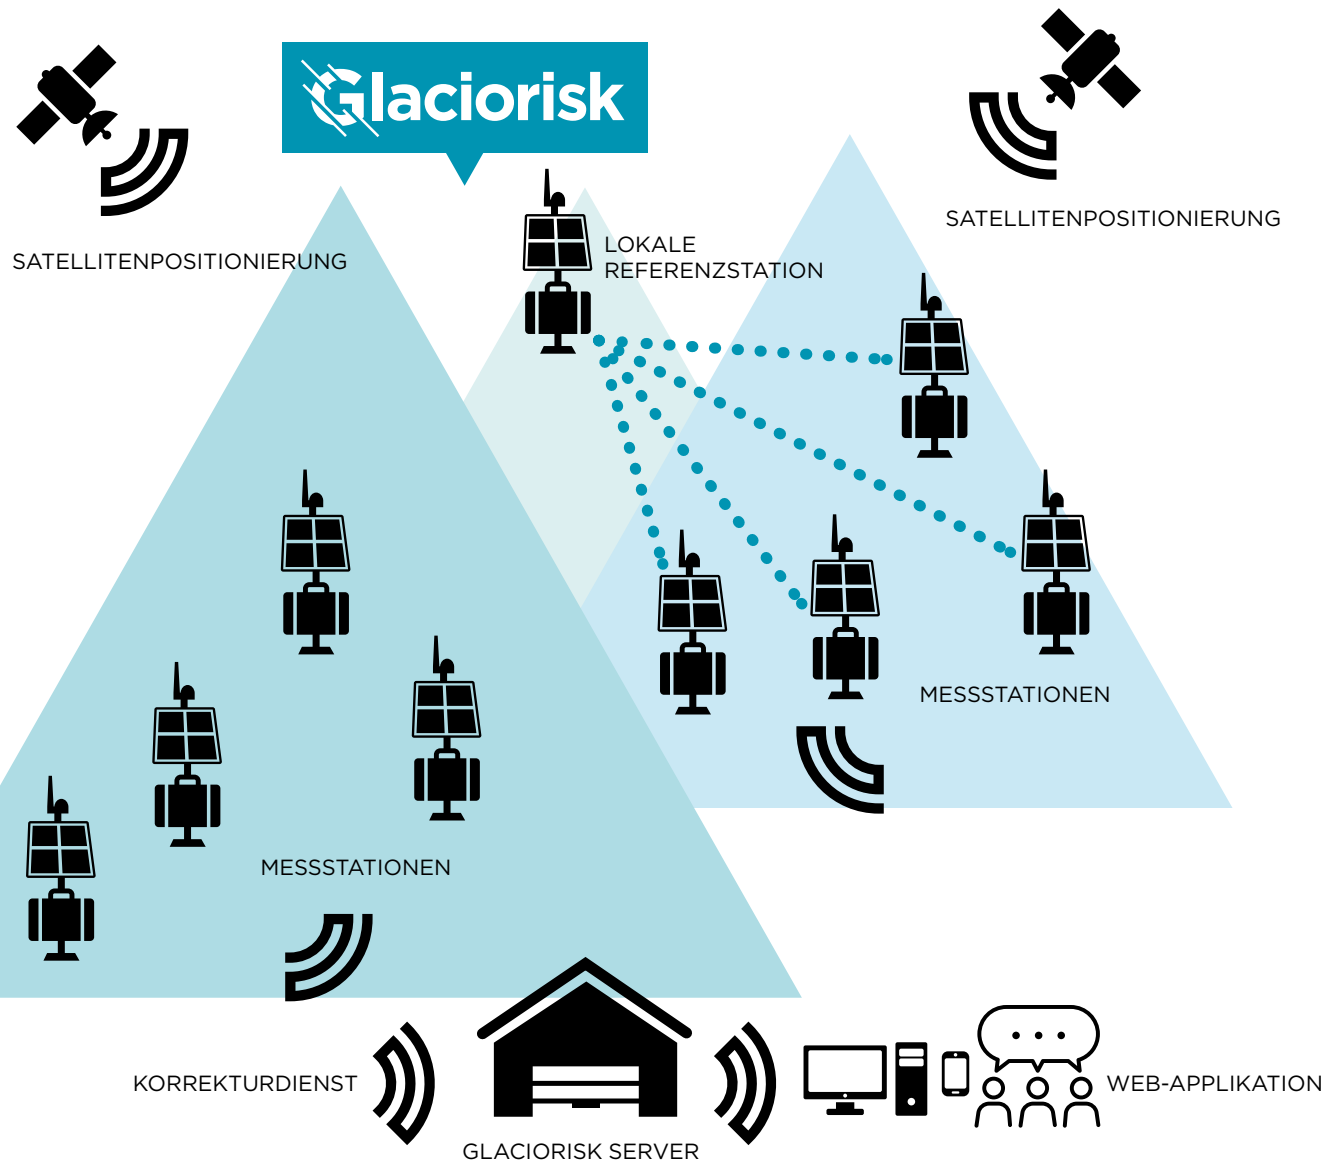 Glaciorisk
SATELLITENPOSITIONIERUNG
SATELLITENPOSITIONIERUNG
LOKALE
REFERENZSTATION
MESSSTATIONEN
MESSSTATIONEN
KORREKTURDIENST
GLACIORISK SERVER
WEB-APPLIKATION